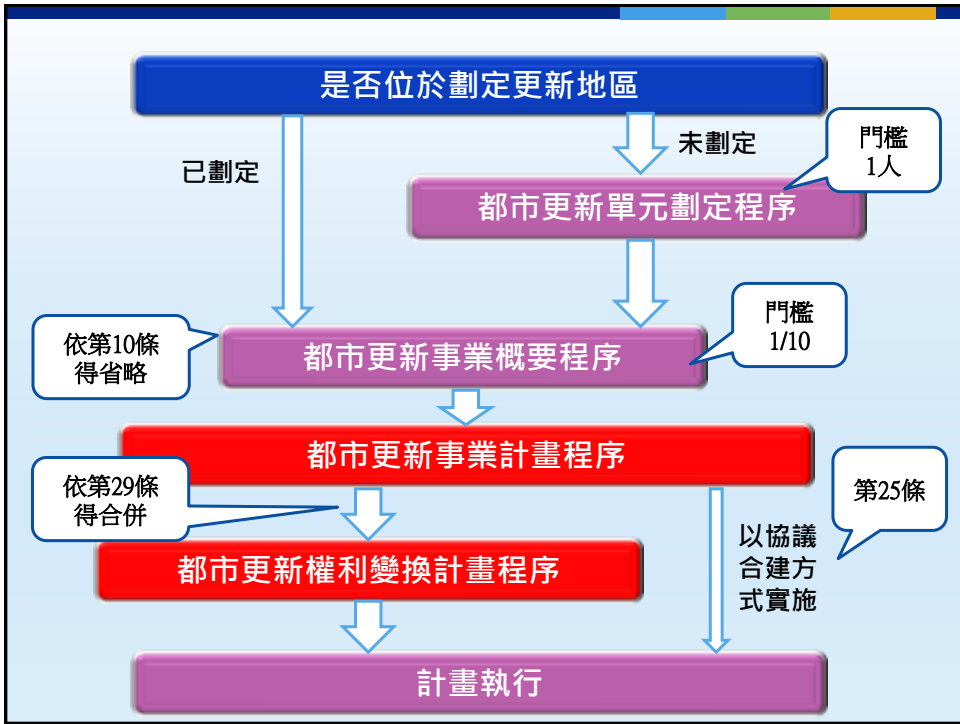 是否位於劃定更新地區
已劃定
未劃定
門檻
1人
都市更新單元劃定程序
依第10條
得省略
都市更新事業概要程序
門檻
1/10
都市更新事業計畫程序
依第29條
得合併
第25條
以協議
合建方
式實施
都市更新權利變換計畫程序
計畫執行